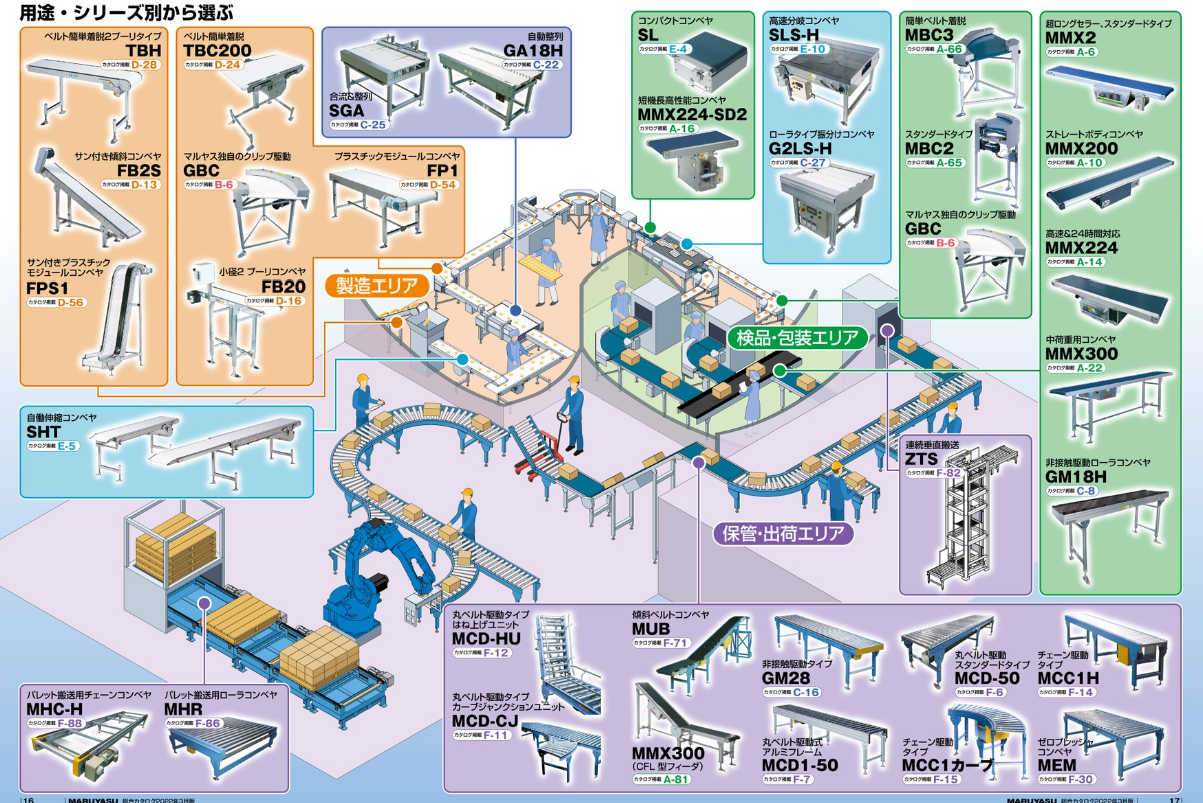 用途・シリーズ別から選ぶ
ベルト簡単着脱2プーリタイプ
TBH
カタログ掲載 D-28
サン付き傾斜コンベヤ
FB2S
カタログ掲載 D-13
サン付きプラスチック
モジュールコンベヤ
FPS1
カタログ掲載 D-56
ベルト簡単着脱
TBC200
カタログ掲載 D-24
マルヤス独自のクリップ駆動
GBC
カタログ掲載 B-6
プラスチックモジュールコンベヤ
FP1
カタログ掲載 D-54
小径2 プーリコンベヤ
FB20
カタログ掲載 D-16
自動整列
GA18H
カタログ掲載 C-22
合流&整列
SGA
カタログ掲載 C-25
コンパクトコンベヤ
SL
カタログ掲載 E-4
短機長高性能コンベヤ
MMX224-SD2
カタログ掲載 A-16
高速分岐コンベヤ
SLS-H
カタログ掲載 E-10
ローラタイプ振分けコンベヤ
G2LS-H
カタログ掲載 C-27
簡単ベルト着脱
MBC3
カタログ掲載 A-66
スタンダードタイプ
MBC2
カタログ掲載 A-65
マルヤス独自のクリップ駆動
GBC
カタログ掲載 B-6
超ロングセラー、スタンダードタイプ
MMX2
カタログ掲載 A-6
ストレートボディコンベヤ
MMX200
カタログ掲載 A-10
高速&24時間対応
MMX224
カタログ掲載 A-14
中荷重用コンベヤ
MMX300
カタログ掲載 A-22
非接触駆動ローラコンベヤ
GM18H
カタログ掲載 C-8
製造エリア
検品・包装エリア
保管・出荷エリア
自働伸縮コンベヤ
SHT
カタログ掲載 E-5
連続垂直搬送
ZTS
カタログ掲載 F-82
パレット搬送用チェーンコンベヤ
MHC-H
カタログ掲載 F-88
パレット搬送用ローラコンベヤ
MHR
カタログ掲載 F-86
丸ベルト駆動タイプ
はね上げユニット
MCD-HU
カタログ掲載 F-12
丸ベルト駆動タイプ
カーブジャンクションユニット
MCD-CJ
カタログ掲載 F-11
傾斜ベルトコンベヤ
MUB
カタログ掲載 F-71
MMX300
(CFL 型フィーダ)
カタログ掲載 A-81
非接触駆動タイプ
GM28
カタログ掲載 C-16
丸ベルト駆動式
アルミフレーム
MCD1-50
カタログ掲載 F-7
丸ベルト駆動
スタンダードタイプ
MCD-50
カタログ掲載 F-6
チェーン駆動
タイプ
MCC1カーブ
カタログ掲載 F-15
チェーン駆動
タイプ
MCC1H
カタログ掲載 F-14
ゼロプレッシャ
コンベヤ
MEM
カタログ掲載 F-30
16 MARUYASU 総合カタログ2022年3月版
MARUYASU 総合カタログ2022年3月版 17